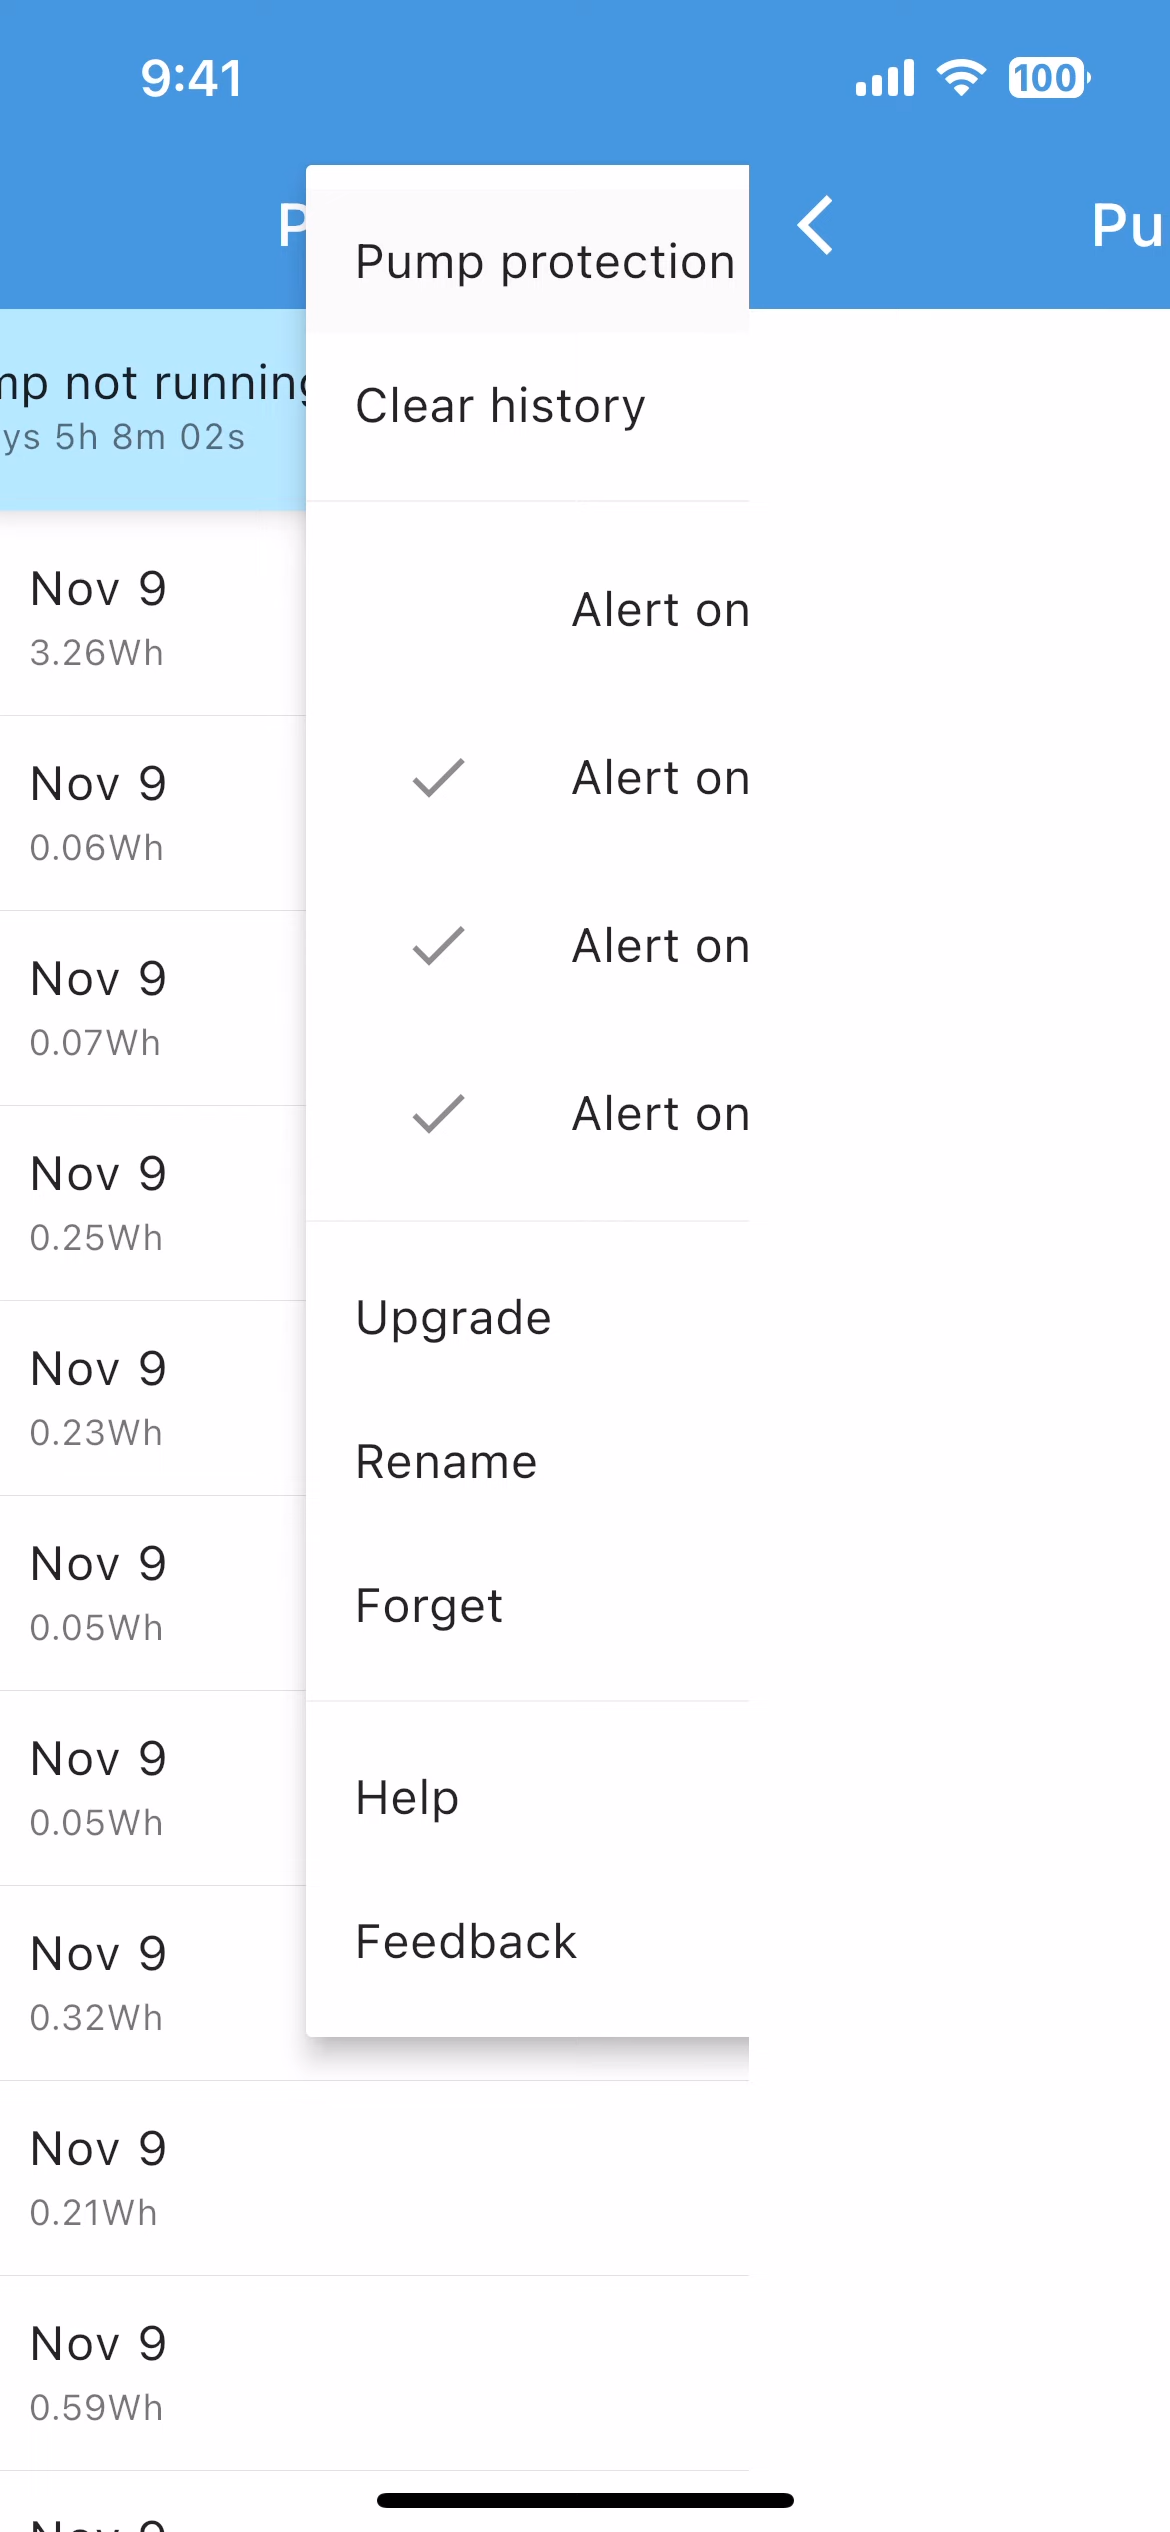 9:41
100
P
Pu
Pump protection
Clear history
Alert on
Alert on
Alert on
Alert on
Upgrade
Rename
Forget
Help
Feedback
mp not running
ys 5h 8m 02s
Nov 9
3.26Wh
Nov 9
0.06Wh
Nov 9
0.07Wh
Nov 9
0.25Wh
Nov 9
0.23Wh
Nov 9
0.05Wh
Nov 9
0.05Wh
Nov 9
0.32Wh
Nov 9
0.21Wh
Nov 9
0.59Wh
Nov 9